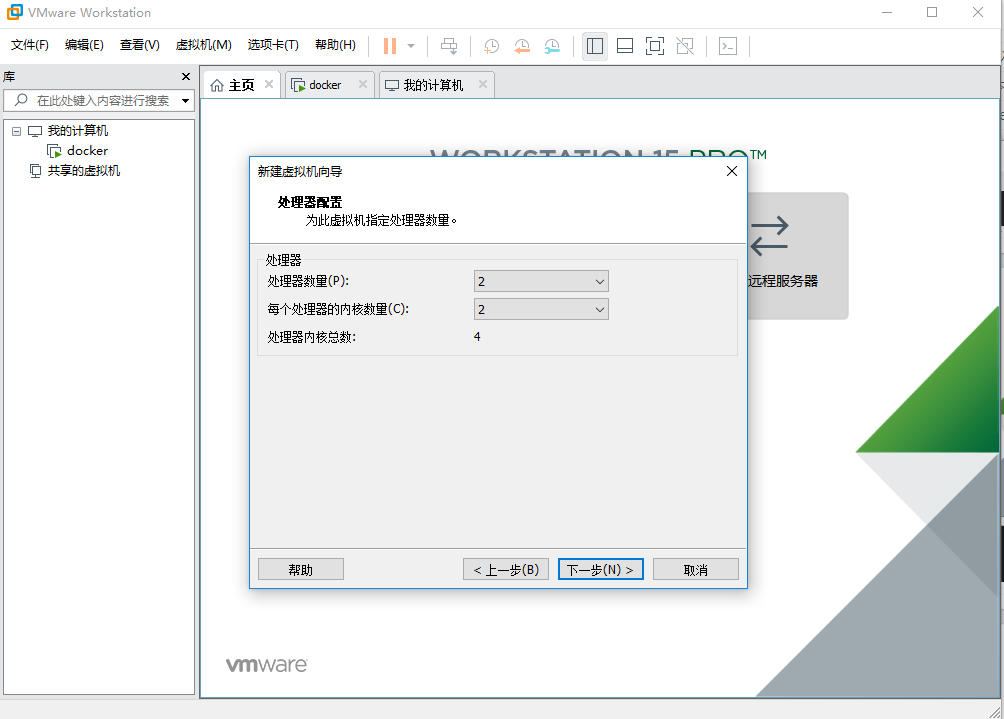 VMware Workstation
文件(F) 编辑(E) 查看(V) 虚拟机(M) 选项卡(T) 帮助(H)
库
在此处键入内容进行搜索
我的计算机
docker
共享的虚拟机
主页 docker 我的计算机
WORKSTATION 15 PRO™
新建虚拟机向导
处理器配置
为此虚拟机指定处理器数量。
处理器
处理器数量(P): 2
每个处理器的内核数量(C): 2
处理器内核总数: 4
远程服务器
帮助 < 上一步(B) 下一步(N) > 取消
vmware